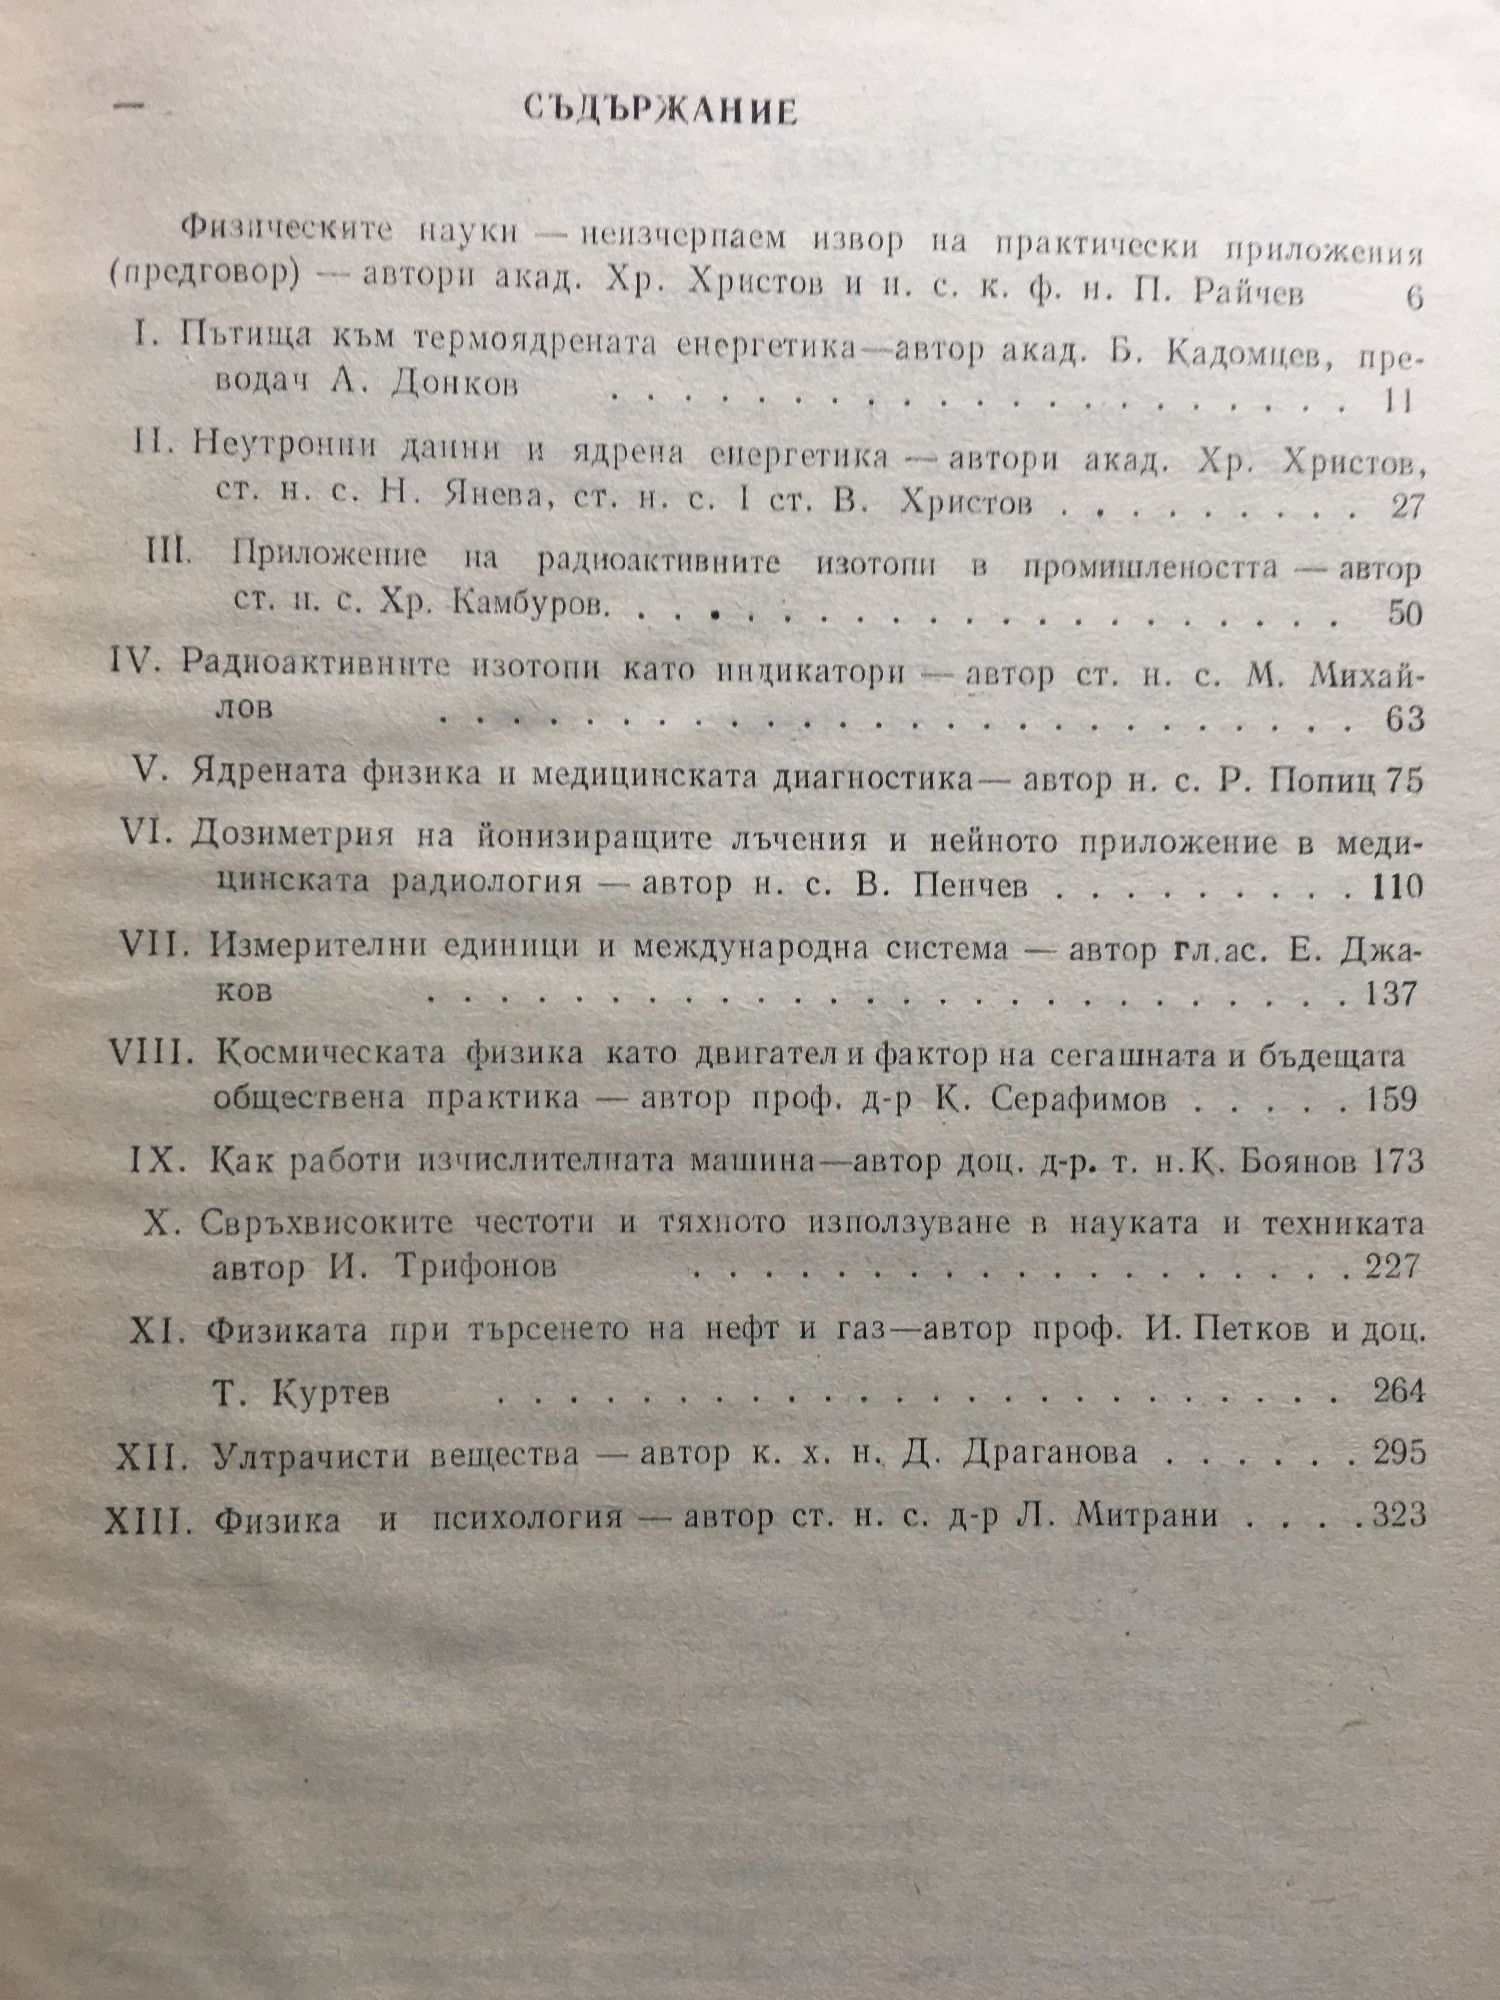 СЪДЪРЖАНИЕ
Физическите науки — неизчерпаем извор на практически приложения
(предговор) — автори акад. Хр. Христов и н. с. к. ф. н. П. Райчев 6
I. Пътища към термоядрената енергетика—автор акад. Б. Кадомцев, пре-
водач А. Донков . . . . . . . . . . . . . . . . . . . . . 11
II. Неутронни данни и ядрена енергетика — автори акад. Хр. Христов,
ст. н. с. Н. Янева, ст. н. с. I ст. В. Христов . . . . . . . . . 27
III. Приложение на радиоактивните изотопи в промишлеността — автор
ст. н. с. Хр. Камбуров. . . . . . . . . . . . . . . . . . . . . 50
IV. Радиоактивните изотопи като индикатори — автор ст. н. с. М. Михай-
лов . . . . . . . . . . . . . . . . . . . . . . . . . . 63
V. Ядрената физика и медицинската диагностика— автор н. с. Р. Попиц 75
VI. Дозиметрия на йонизиращите лъчения и нейното приложение в меди-
цинската радиология — автор н. с. В. Пенчев . . . . . . . . . 110
VII. Измерителни единици и международна система — автор гл.ас. Е. Джа-
ков . . . . . . . . . . . . . . . . . . . . . . . . . . 137
VIII. Космическата физика като двигател и фактор на сегашната и бъдещата
обществена практика — автор проф. д-р К. Серафимов . . . . . 159
IX. Как работи изчислителната машина—автор доц. д-р. т. н.К. Боянов 173
X. Свръхвисоките честоти и тяхното използуване в науката и техниката
автор И. Трифонов . . . . . . . . . . . . . . . . . . . 227
XI. Физиката при търсенето на нефт и газ—автор проф. И. Петков и доц.
Т. Куртев . . . . . . . . . . . . . . . . . . . . . . . . 264
XII. Ултрачисти вещества — автор к. х. н. Д. Драганова . . . . . . 295
XIII. Физика и психология — автор ст. н. с. д-р Л. Митрани . . . . 323